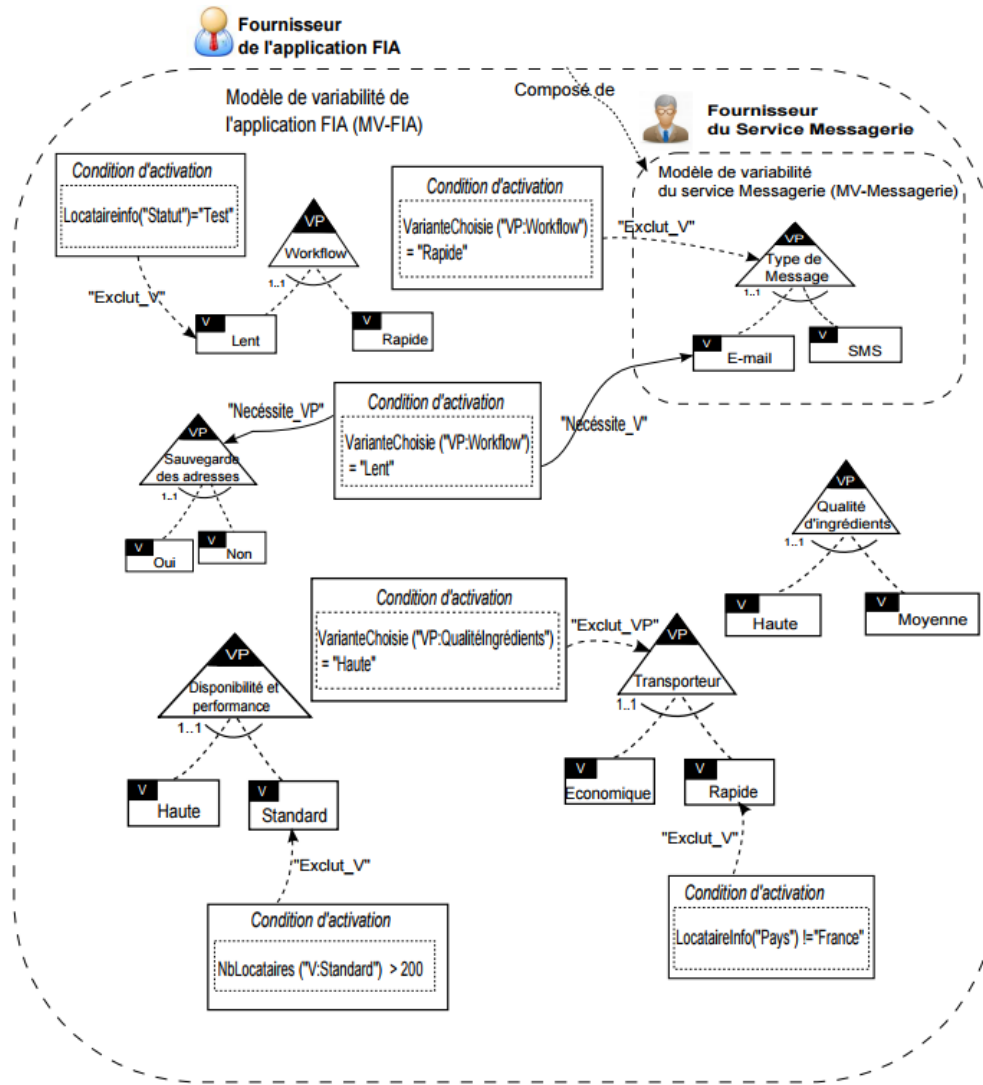 Fournisseur
de l'application FIA
Modèle de variabilité de
l'application FIA (MV-FIA)
Composé de
Fournisseur
du Service Messagerie
Modèle de variabilité
du service Messagerie (MV-Messagerie)
Condition d'activation
Locataireinfo("Statut")="Test"
"Exclut_V"
VP
Workflow
1..1
V
Lent
V
Rapide
Condition d'activation
VarianteChoisie ("VP:Workflow")
= "Rapide"
"Exclut_V"
VP
Type de
Message
1..1
V
E-mail
V
SMS
"Necéssite_VP"
Condition d'activation
VarianteChoisie ("VP:Workflow")
= "Lent"
"Necéssite_V"
VP
Sauvegarde
des adresses
1..1
V
Oui
V
Non
VP
Qualité
d'ingrédients
1..1
V
Haute
V
Moyenne
Condition d'activation
VarianteChoisie ("VP:QualitéIngrédients")
= "Haute"
"Exclut_VP"
VP
Transporteur
1..1
V
Economique
V
Rapide
"Exclut_V"
Condition d'activation
LocataireInfo("Pays") !="France"
VP
Disponibilité et
performance
1..1
V
Haute
V
Standard
"Exclut_V"
Condition d'activation
NbLocataires ("V:Standard") > 200